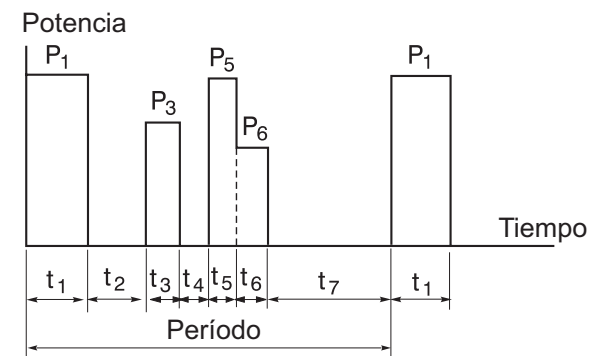 Potencia
P1 P5 P1
P3
P6
Tiempo
t1 t2 t3 t4 t5 t6 t7 t1
Período